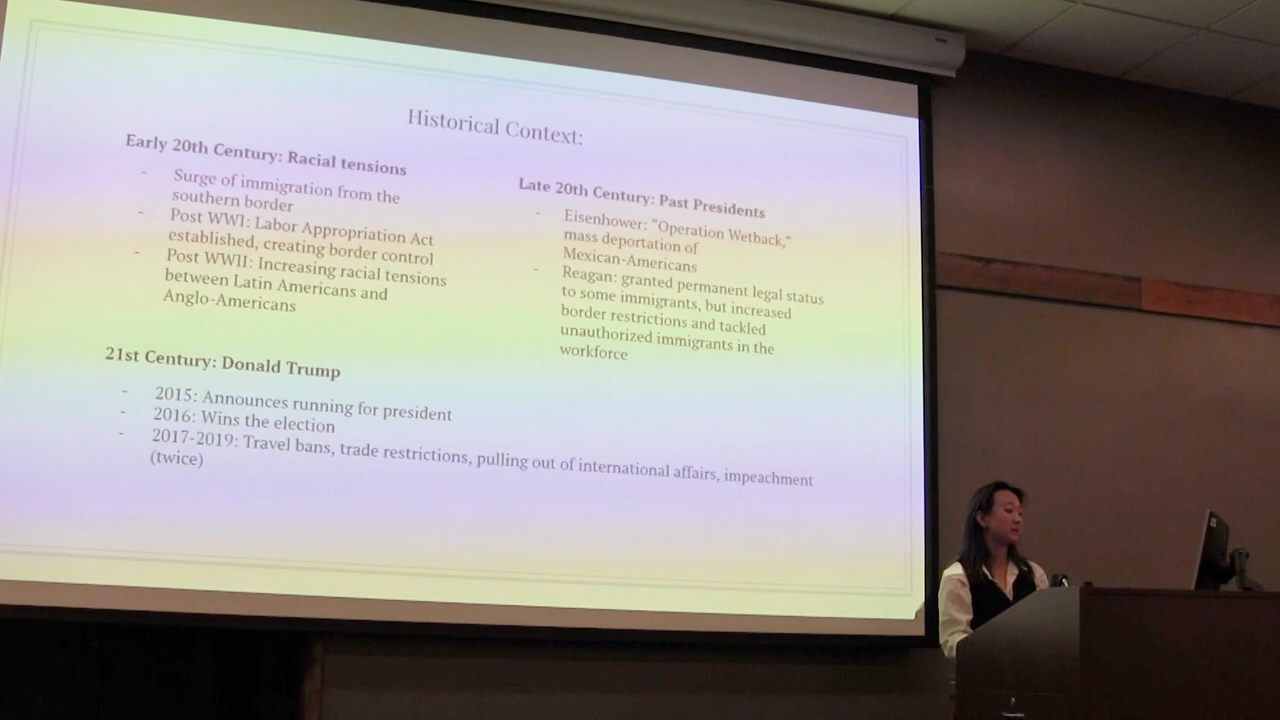 Historical Context:
Early 20th Century: Racial tensions
- Surge of immigration from the
southern border
- Post WWI: Labor Appropriation Act
established, creating border control
- Post WWII: Increasing racial tensions
between Latin Americans and
Anglo-Americans
Late 20th Century: Past Presidents
- Eisenhower: “Operation Wetback,”
mass deportation of
Mexican-Americans
- Reagan: granted permanent legal status
to some immigrants, but increased
border restrictions and tackled
unauthorized immigrants in the
workforce
21st Century: Donald Trump
- 2015: Announces running for president
- 2016: Wins the election
- 2017-2019: Travel bans, trade restrictions, pulling out of international affairs, impeachment
(twice)